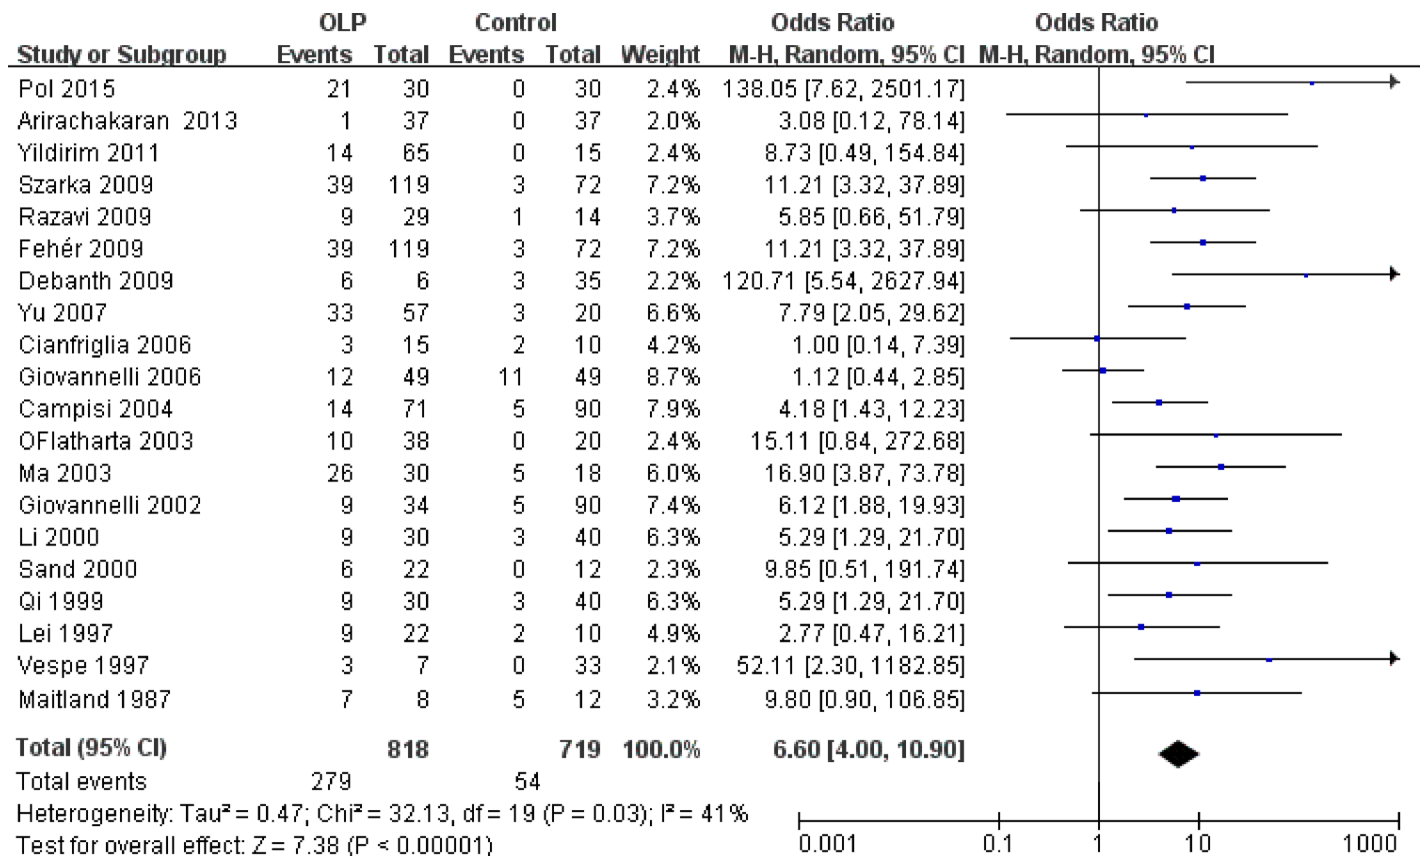 OLP Control Odds Ratio Odds Ratio
Study or Subgroup Events Total Events Total Weight M-H, Random, 95% CI M-H, Random, 95% CI
Pol 2015 21 30 0 30 2.4% 138.05 [7.62, 2501.17]
Arirachakaran 2013 1 37 0 37 2.0% 3.08 [0.12, 78.14]
Yildirim 2011 14 65 0 15 2.4% 8.73 [0.49, 154.84]
Szarka 2009 39 119 3 72 7.2% 11.21 [3.32, 37.89]
Razavi 2009 9 29 1 14 3.7% 5.85 [0.66, 51.79]
Fehér 2009 39 119 3 72 7.2% 11.21 [3.32, 37.89]
Debanth 2009 6 6 3 35 2.2% 120.71 [5.54, 2627.94]
Yu 2007 33 57 3 20 6.6% 7.79 [2.05, 29.62]
Cianfriglia 2006 3 15 2 10 4.2% 1.00 [0.14, 7.39]
Giovannelli 2006 12 49 11 49 8.7% 1.12 [0.44, 2.85]
Campisi 2004 14 71 5 90 7.9% 4.18 [1.43, 12.23]
OFlatharta 2003 10 38 0 20 2.4% 15.11 [0.84, 272.68]
Ma 2003 26 30 5 18 6.0% 16.90 [3.87, 73.78]
Giovannelli 2002 9 34 5 90 7.4% 6.12 [1.88, 19.93]
Li 2000 9 30 3 40 6.3% 5.29 [1.29, 21.70]
Sand 2000 6 22 0 12 2.3% 9.85 [0.51, 191.74]
Qi 1999 9 30 3 40 6.3% 5.29 [1.29, 21.70]
Lei 1997 9 22 2 10 4.9% 2.77 [0.47, 16.21]
Vespe 1997 3 7 0 33 2.1% 52.11 [2.30, 1182.85]
Maitland 1987 7 8 5 12 3.2% 9.80 [0.90, 106.85]
Total (95% CI) 818 719 100.0% 6.60 [4.00, 10.90]
Total events 279 54
Heterogeneity: Tau² = 0.47; Chi² = 32.13, df = 19 (P = 0.03); I² = 41%
Test for overall effect: Z = 7.38 (P < 0.00001)
0.001 0.1 1 10 1000